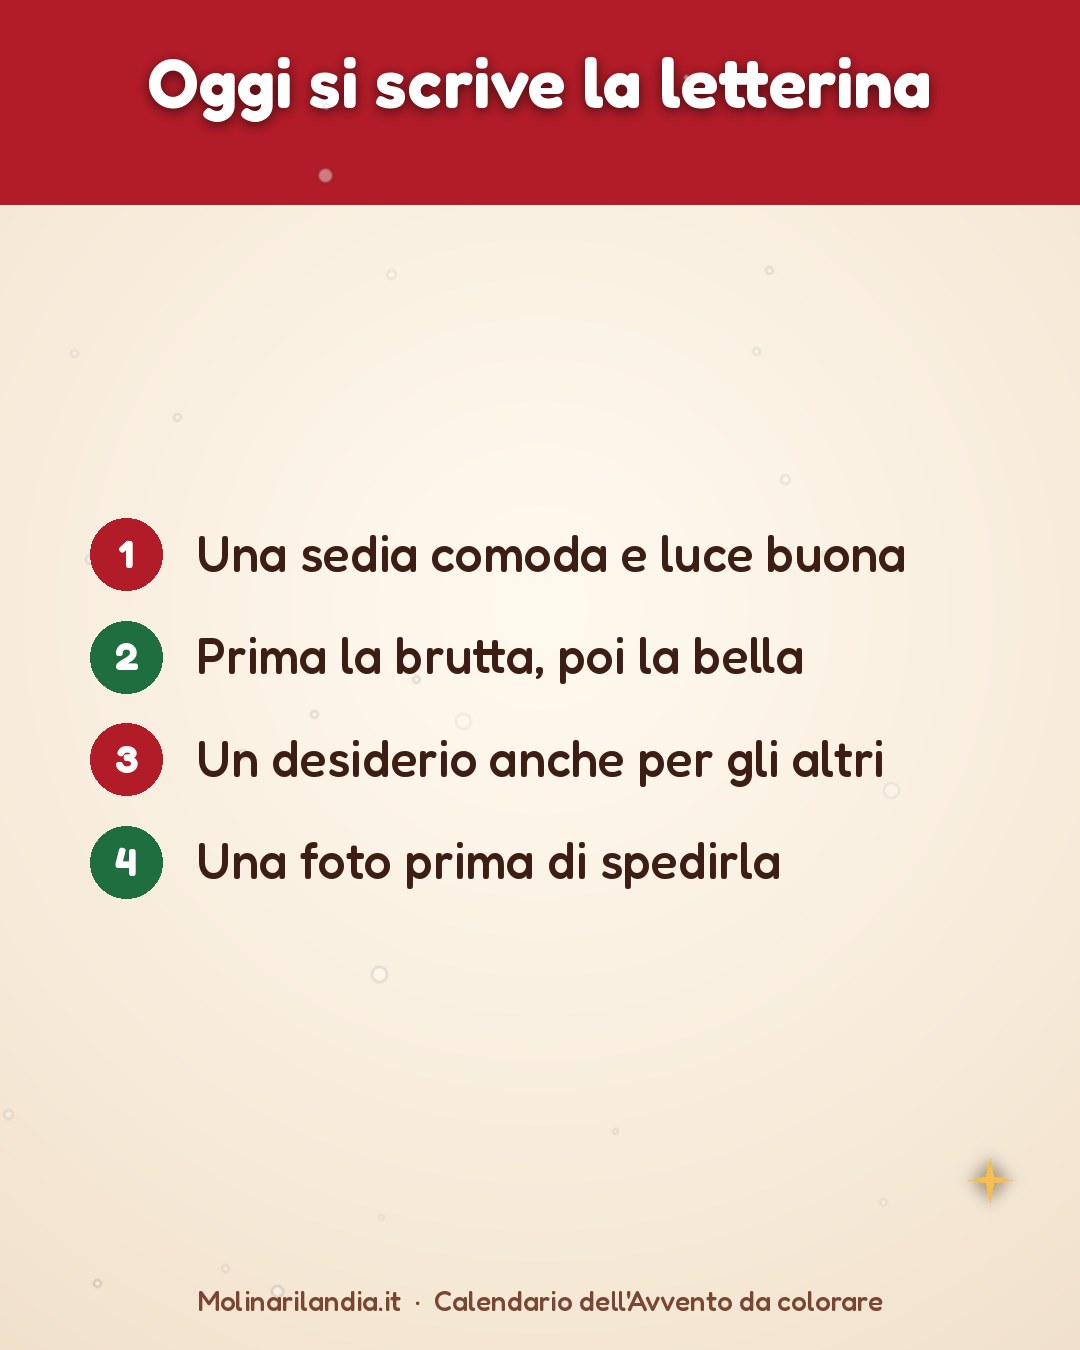 Oggi si scrive la letterina
1 Una sedia comoda e luce buona
2 Prima la brutta, poi la bella
3 Un desiderio anche per gli altri
4 Una foto prima di spedirla
Molinarilandia.it · Calendario dell'Avvento da colorare